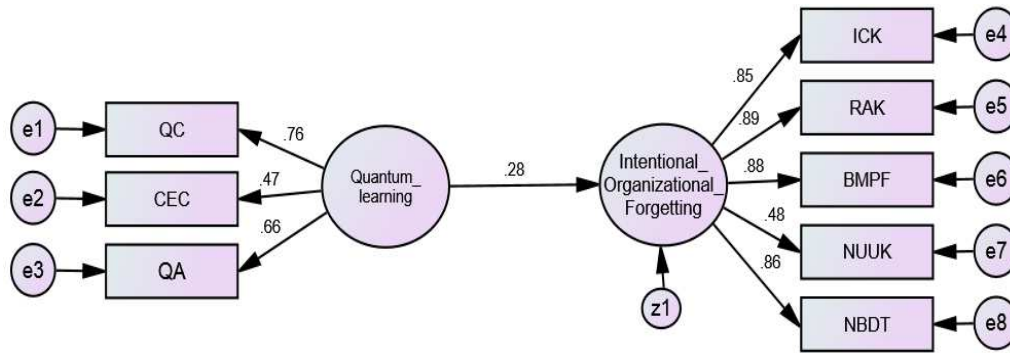 e1
QC
.76
e2
CEC
.47
e3
QA
.66
Quantum_
learning
.28
Intentional_
Organizational_
Forgetting
z1
.85
ICK
e4
.89
RAK
e5
.88
BMPF
e6
.48
NUUK
e7
.86
NBDT
e8